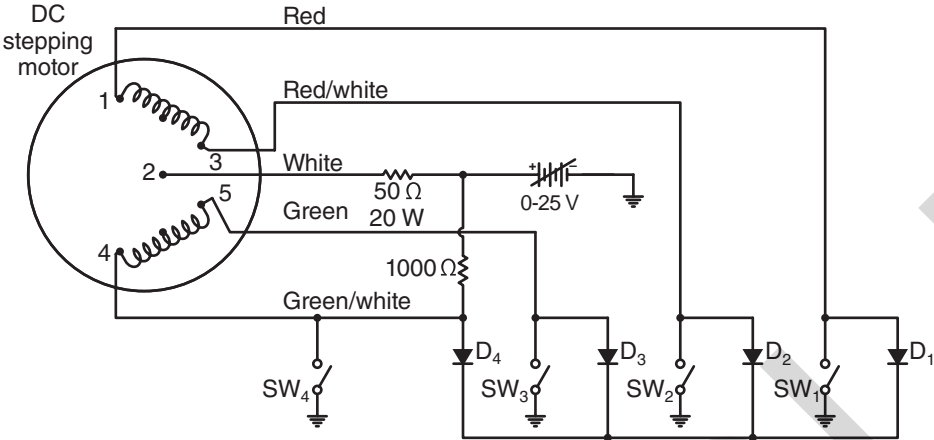 DC
stepping
motor
Red
Red/white
1
3
White
2
5
+ −
50 Ω
0-25 V
Green
20 W
4
1000 Ω
Green/white
D4
D3
D2
D1
SW4
SW3
SW2
SW1